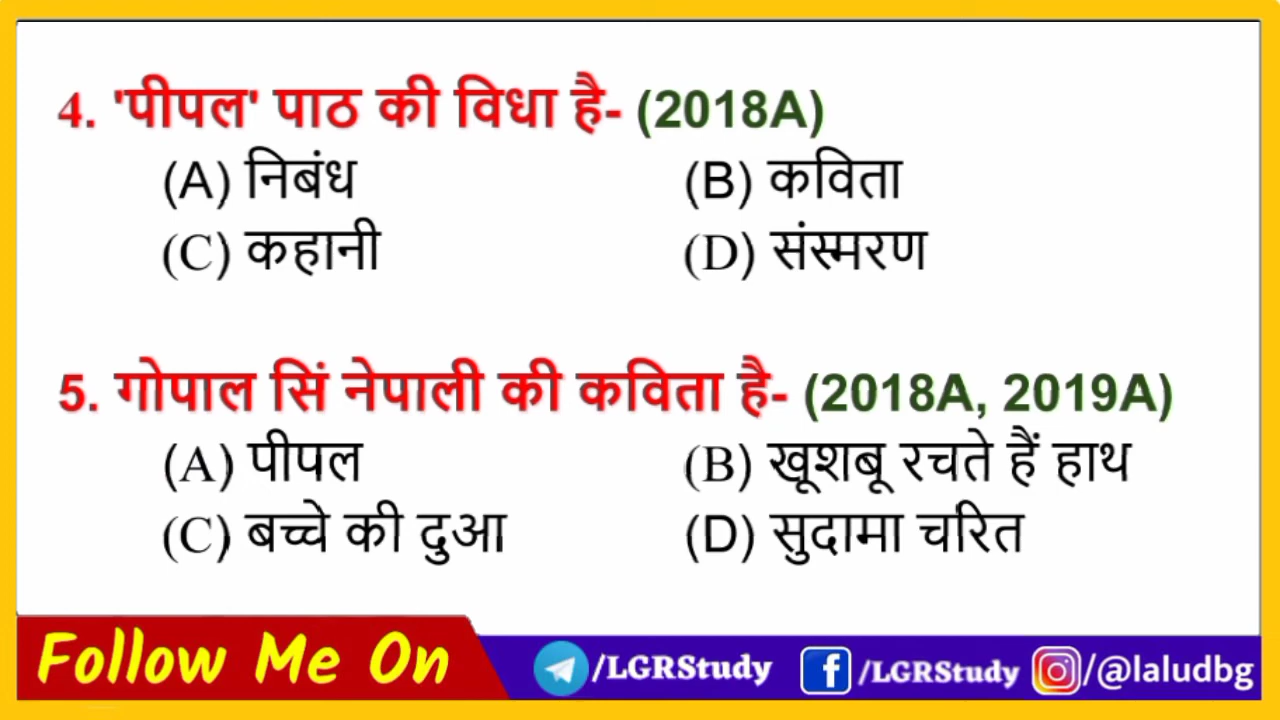 4. 'पीपल' पाठ की विधा है- (2018A)
(A) निबंध (B) कविता
(C) कहानी (D) संस्मरण
5. गोपाल सिं नेपाली की कविता है- (2018A, 2019A)
(A) पीपल (B) खूशबू रचते हैं हाथ
(C) बच्चे की दुआ (D) सुदामा चरित
Follow Me On /LGRStudy /LGRStudy /@laludbg